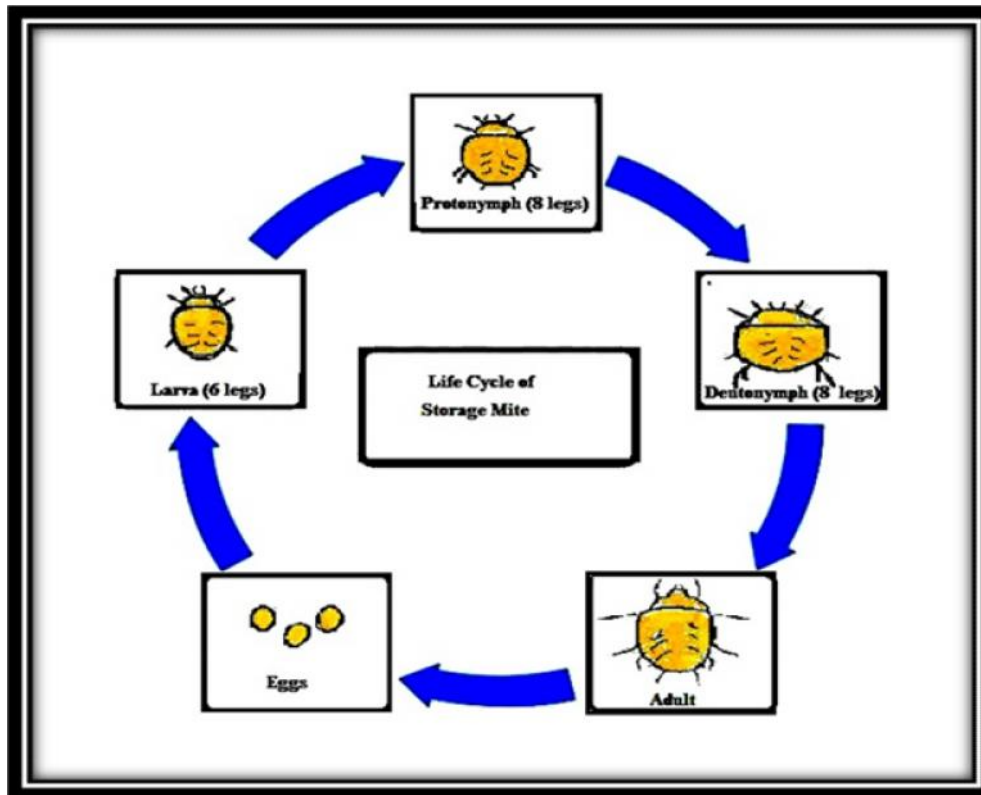 Protonymph (8 legs)
Larva (6 legs)
Deutonymph (8 legs)
Life Cycle of
Storage Mite
Eggs
Adult